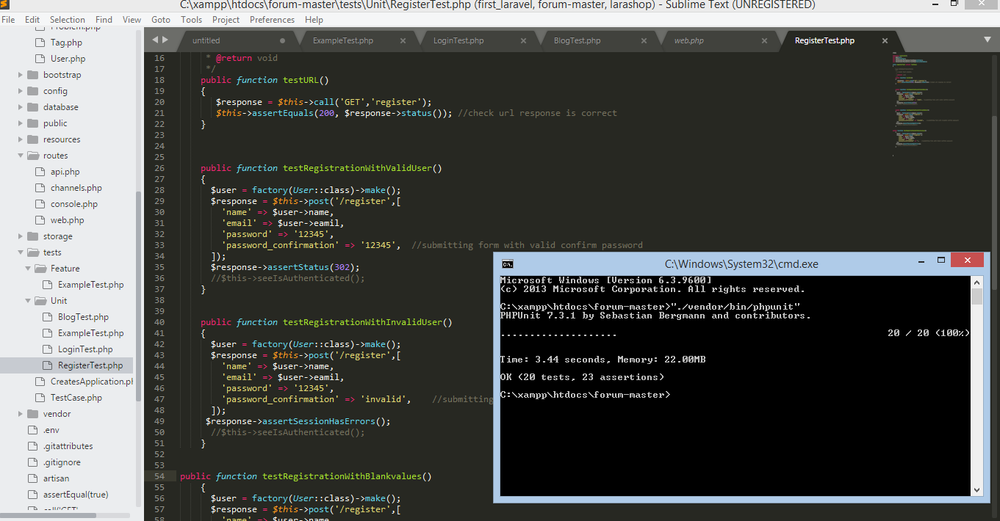 C:\xampp\htdocs\forum-master\tests\Unit\RegisterTest.php (first_laravel, forum-master, larashop) - Sublime Text (UNREGISTERED)
File Edit Selection Find View Goto Tools Project Preferences Help
Problem.php
Tag.php
User.php
bootstrap
config
database
public
resources
routes
api.php
channels.php
console.php
web.php
storage
tests
Feature
ExampleTest.php
Unit
BlogTest.php
ExampleTest.php
LoginTest.php
RegisterTest.php
CreatesApplication.ph
TestCase.php
vendor
.env
.gitattributes
.gitignore
artisan
assertEqual(true)
call('GET'
untitled ExampleTest.php LoginTest.php BlogTest.php web.php RegisterTest.php
16 * @return void
17 */
18 public function testURL()
19 {
20 $response = $this->call('GET','register');
21 $this->assertEquals(200, $response->status()); //check url response is correct
22 }
23
24
25
26 public function testRegistrationWithValidUser()
27 {
28 $user = factory(User::class)->make();
29 $response = $this->post('/register',[
30 'name' => $user->name,
31 'email' => $user->eamil,
32 'password' => '12345',
33 'password_confirmation' => '12345', //submitting form with valid confirm password
34 ]);
35 $response->assertStatus(302);
36 //$this->seeIsAuthenticated();
37 }
38
39
40 public function testRegistrationWithInvalidUser()
41 {
42 $user = factory(User::class)->make();
43 $response = $this->post('/register',[
44 'name' => $user->name,
45 'email' => $user->eamil,
46 'password' => '12345',
47 'password_confirmation' => 'invalid', //submitting
48 ]);
49 $response->assertSessionHasErrors();
50 //$this->seeIsAuthenticated();
51 }
52
53
54 public function testRegistrationWithBlankvalues()
55 {
56 $user = factory(User::class)->make();
57 $response = $this->post('/register',[
58 'name' => $user->name
C:\Windows\System32\cmd.exe
Microsoft Windows [Version 6.3.9600]
(c) 2013 Microsoft Corporation. All rights reserved.
C:\xampp\htdocs\forum-master>"./vendor/bin/phpunit"
PHPUnit 7.3.1 by Sebastian Bergmann and contributors.
.................... 20 / 20 (100%)
Time: 3.44 seconds, Memory: 22.00MB
OK (20 tests, 23 assertions)
C:\xampp\htdocs\forum-master>